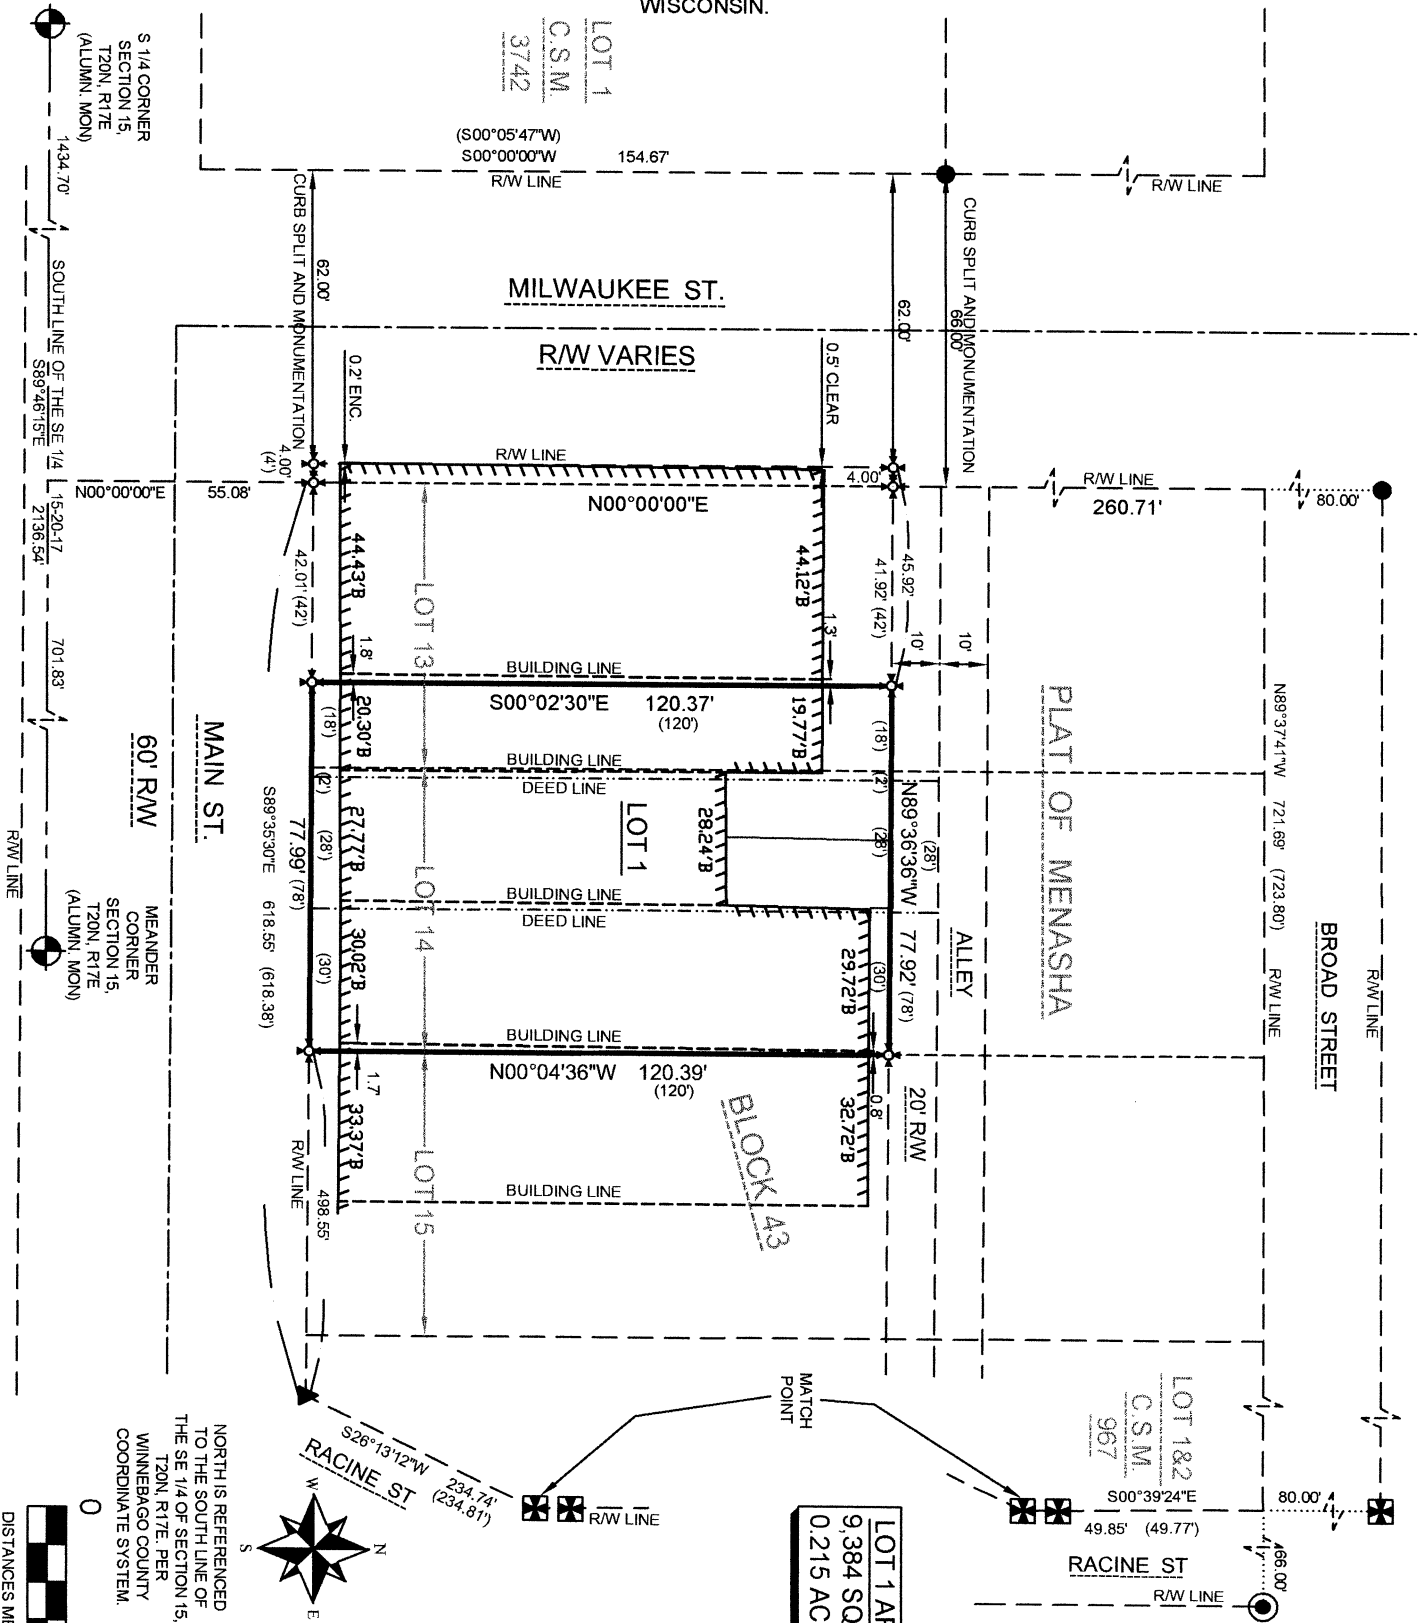 WISCONSIN.
S 1/4 CORNER
SECTION 15,
T20N, R17E
(ALUMN. MON)
LOT 1
C.S.M.
3742
(S00°05'47"W)
S00°00'00"W 154.67'
R/W LINE
R/W LINE
1434.70'
SOUTH LINE OF THE SE 1/4 15-20-17
S89°46'15"E 2136.54'
701.83'
CURB SPLIT AND MONUMENTATION
62.00'
CURB SPLIT AND MONUMENTATION
62.00'
66.00'
MILWAUKEE ST.
R/W VARIES
0.2' ENC.
0.5' CLEAR
4.00'
(4')
R/W LINE
4.00'
N00°00'00"E 55.08'
N00°00'00"E
R/W LINE
260.71'
80.00'
42.01' (42')
44.43'B
44.12'B
45.92'
41.92' (42')
10'
10'
LOT 13
1.8'
1.3'
BUILDING LINE
S00°02'30"E 120.37'
(120')
(18')
20.30'B
19.77'B
(18')
BUILDING LINE
DEED LINE
(2')
(2')
MAIN ST.
60' R/W
S89°35'30"E 618.55' (618.38')
77.99' (78')
(28')
27.77'B
LOT 1
28.24'B
(28')
N89°36'36"W 77.92' (78')
(28')
PLAT OF MENASHA
N89°37'41"W 721.69' (723.80')
R/W LINE
BROAD STREET
R/W LINE
BUILDING LINE
DEED LINE
LOT 14
(30')
30.02'B
29.72'B
(30')
ALLEY
20' R/W
R/W LINE
MEANDER
CORNER
SECTION 15,
T20N, R17E
(ALUMN. MON)
BUILDING LINE
N00°04'36"W 120.39'
(120')
1.7'
0.8'
33.37'B
32.72'B
LOT 15
BLOCK 43
BUILDING LINE
R/W LINE
498.55'
MATCH
POINT
LOT 1&2
C.S.M.
967
S26°13'12"W 234.74'
(234.81')
RACINE ST
R/W LINE
S00°39'24"E
49.85' (49.77')
80.00'
RACINE ST
66.00'
R/W LINE
NORTH IS REFERENCED
TO THE SOUTH LINE OF
THE SE 1/4 OF SECTION 15,
T20N, R17E. PER
WINNEBAGO COUNTY
COORDINATE SYSTEM.
W
N
S
E
LOT 1 AR
9,384 SQ
0.215 AC
0
DISTANCES ME